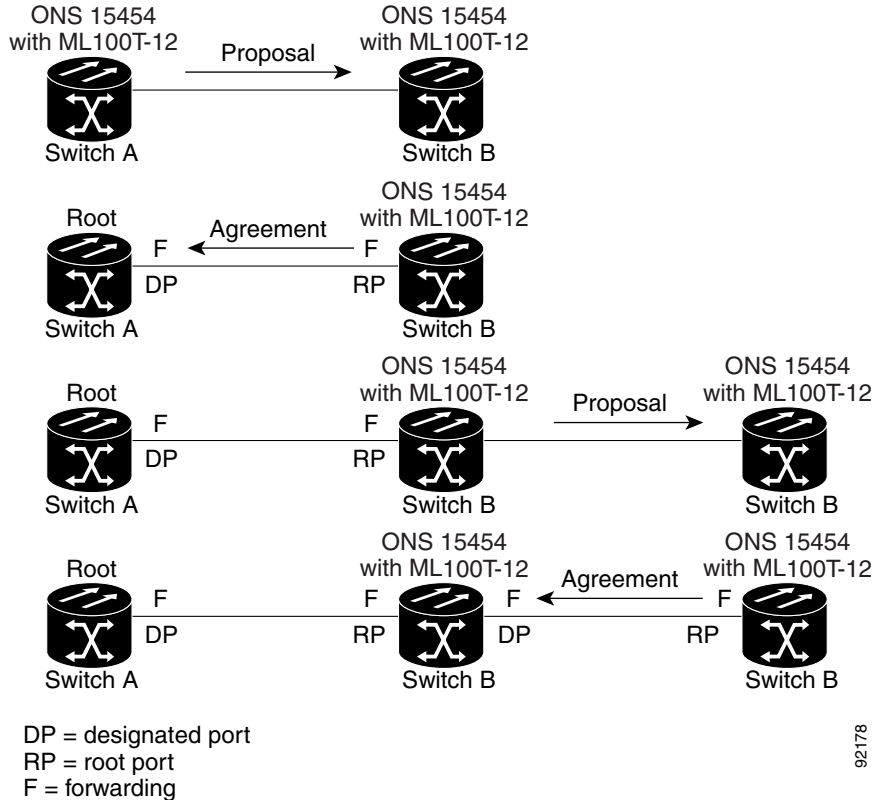 ONS 15454
with ML100T-12
Proposal
ONS 15454
with ML100T-12
Switch A
Switch B
Root
F
Agreement
F
ONS 15454
with ML100T-12
DP
RP
Switch A
Switch B
Root
F
F
ONS 15454
with ML100T-12
Proposal
ONS 15454
with ML100T-12
DP
RP
Switch A
Switch B
Switch B
Root
F
F
ONS 15454
with ML100T-12
F
Agreement
F
ONS 15454
with ML100T-12
DP
RP
DP
RP
Switch A
Switch B
Switch B
DP = designated port
RP = root port
F = forwarding
92178